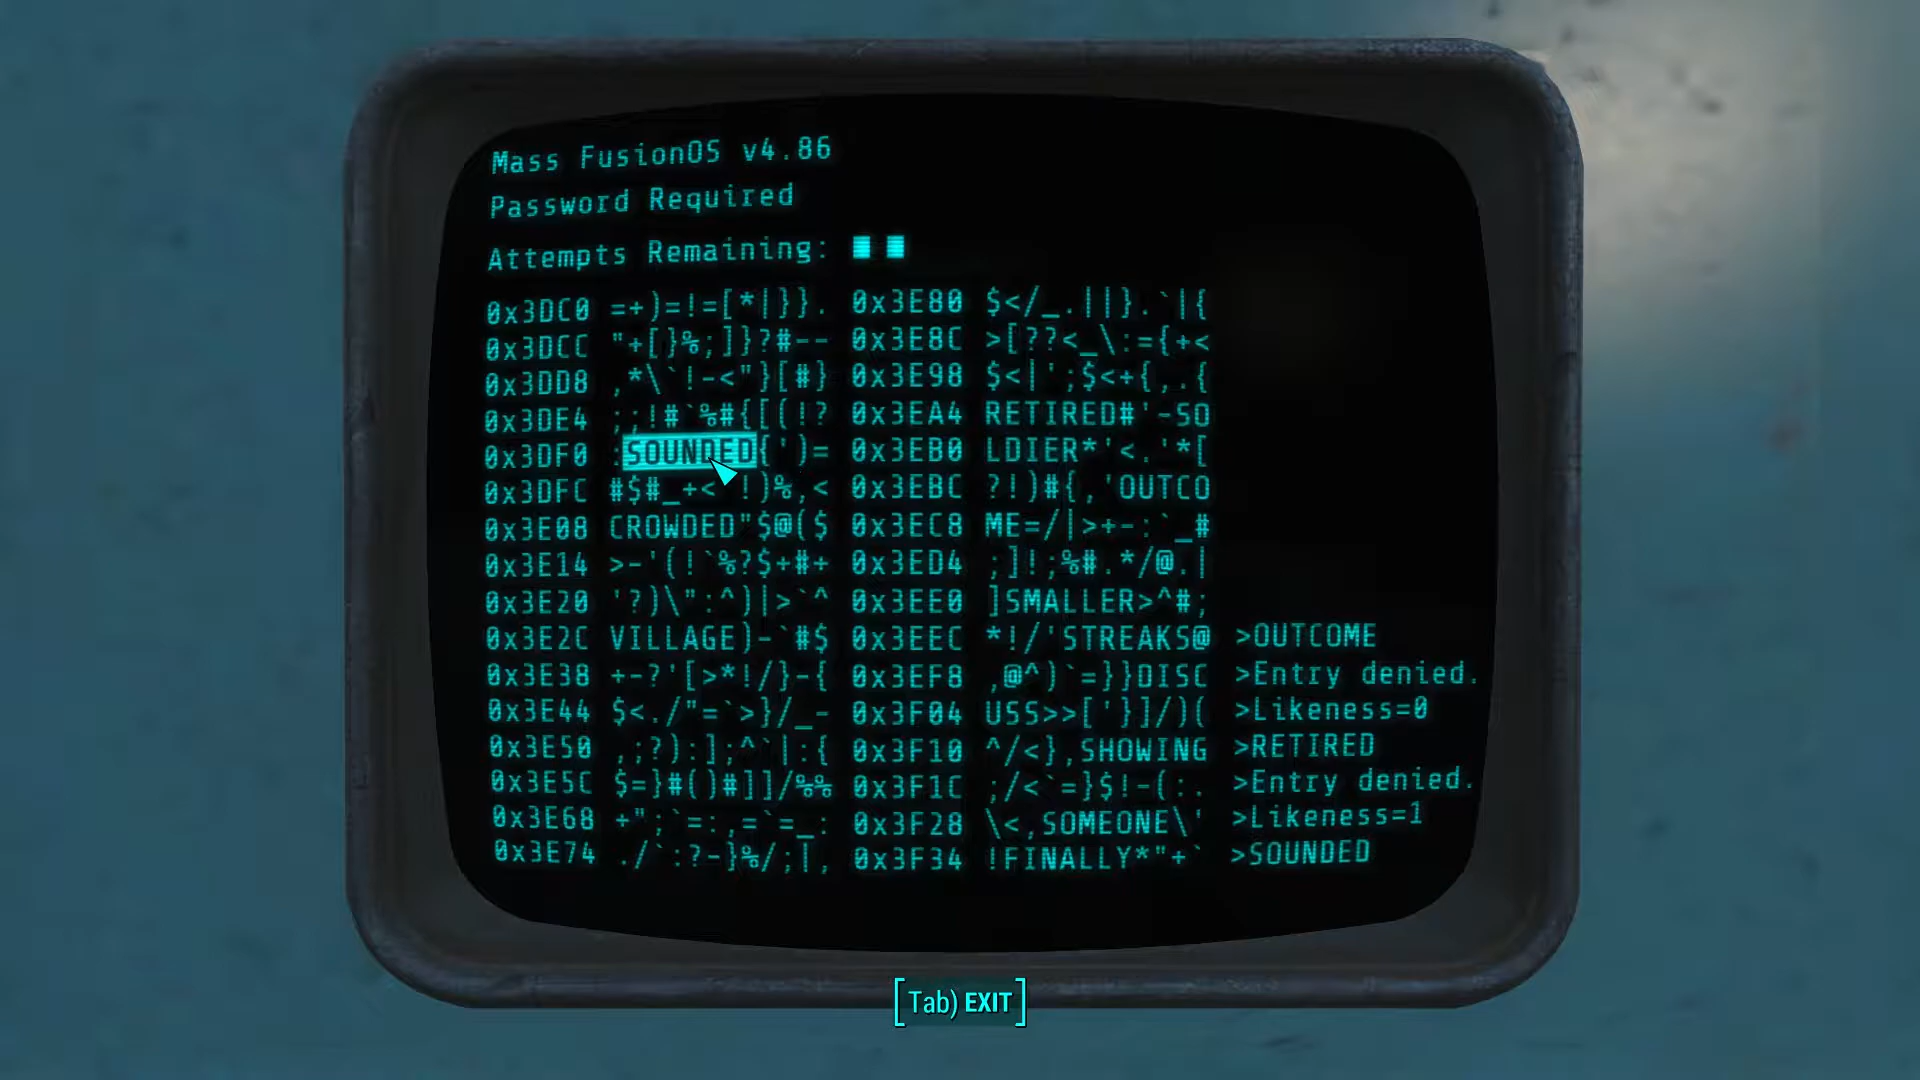 Mass FusionOS v4.86
Password Required
Attempts Remaining:
0x3DC0 =+)=!=[*|}}.
0x3DCC "+[}%;]}?#--
0x3DD8 ,*\`!-<"}[#}
0x3DE4 ;;!#`%#{[(!?
0x3DF0 :SOUNDED{')=
0x3DFC
0x3E08 CROWDED"$@($
0x3E14 >-'(!`%?$+#+
0x3E20 '?)\":^)|>`^
0x3E2C VILLAGE)-`#$
0x3E38 +-?'[>*!/}-{
0x3E44 $<./"=`>}/_-
0x3E50 ,;?):];^`|:{
0x3E5C $=}#()#]]/%%
0x3E68 +";`=:,=`=_:
0x3E74 ./`:?-}%/;|,
0x3E80 $</_.||}.`|{
0x3E8C >[??<_\:={+<
0x3E98 $<|';$<+{,.{
0x3EA4 RETIRED#'-SO
0x3EB0 LDIER*'<.'*[
0x3EBC ?!)#{,'OUTCO
0x3EC8 ME=/|>+-:`_#
0x3ED4 ;]!;%#.*/@.|
0x3EE0 ]SMALLER>^#;
0x3EEC *!/'STREAKS@
0x3EF8 ,@^)`=}}DISC
0x3F04 USS>>['}]/)(
0x3F10 ^/<},SHOWING
0x3F1C ;/<`=}$!-(:.
0x3F28 \<,SOMEONE\'
0x3F34 !FINALLY*"+`
>OUTCOME
>Entry denied.
>Likeness=0
>RETIRED
>Entry denied.
>Likeness=1
>SOUNDED
[Tab) EXIT]